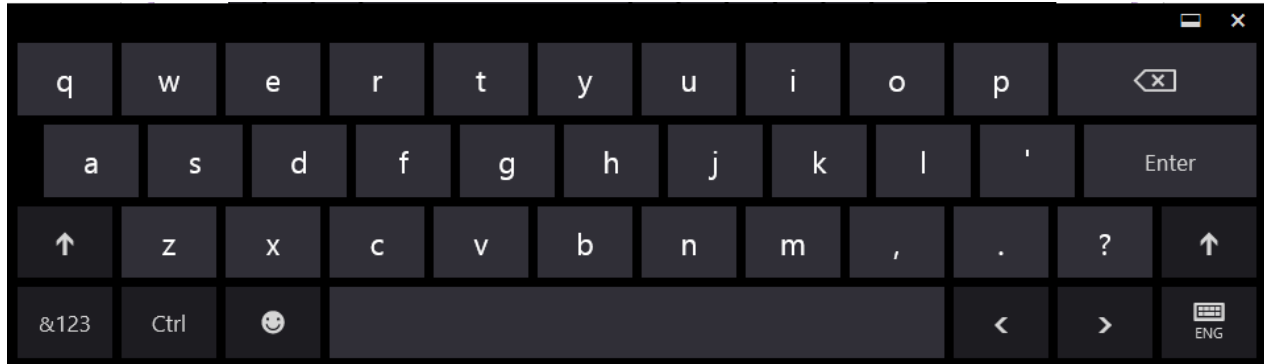 q w e r t y u i o p
a s d f g h j k l ' Enter
z x c v b n m , . ?
&123 Ctrl < > ENG